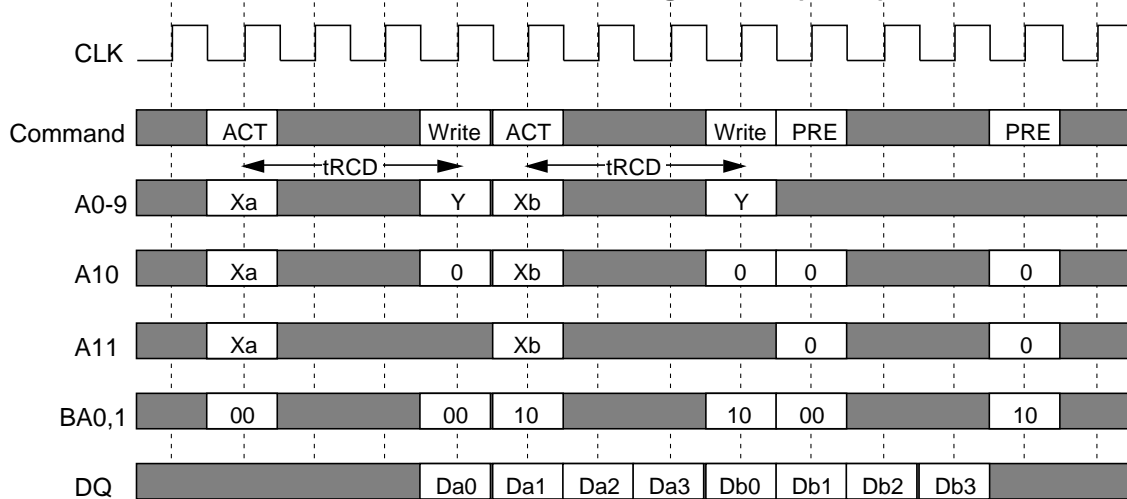 CLK
Command ACT Write ACT Write PRE PRE
tRCD tRCD
A0-9 Xa Y Xb Y
A10 Xa 0 Xb 0 0 0
A11 Xa Xb 0 0
BA0,1 00 00 10 10 00 10
DQ Da0 Da1 Da2 Da3 Db0 Db1 Db2 Db3